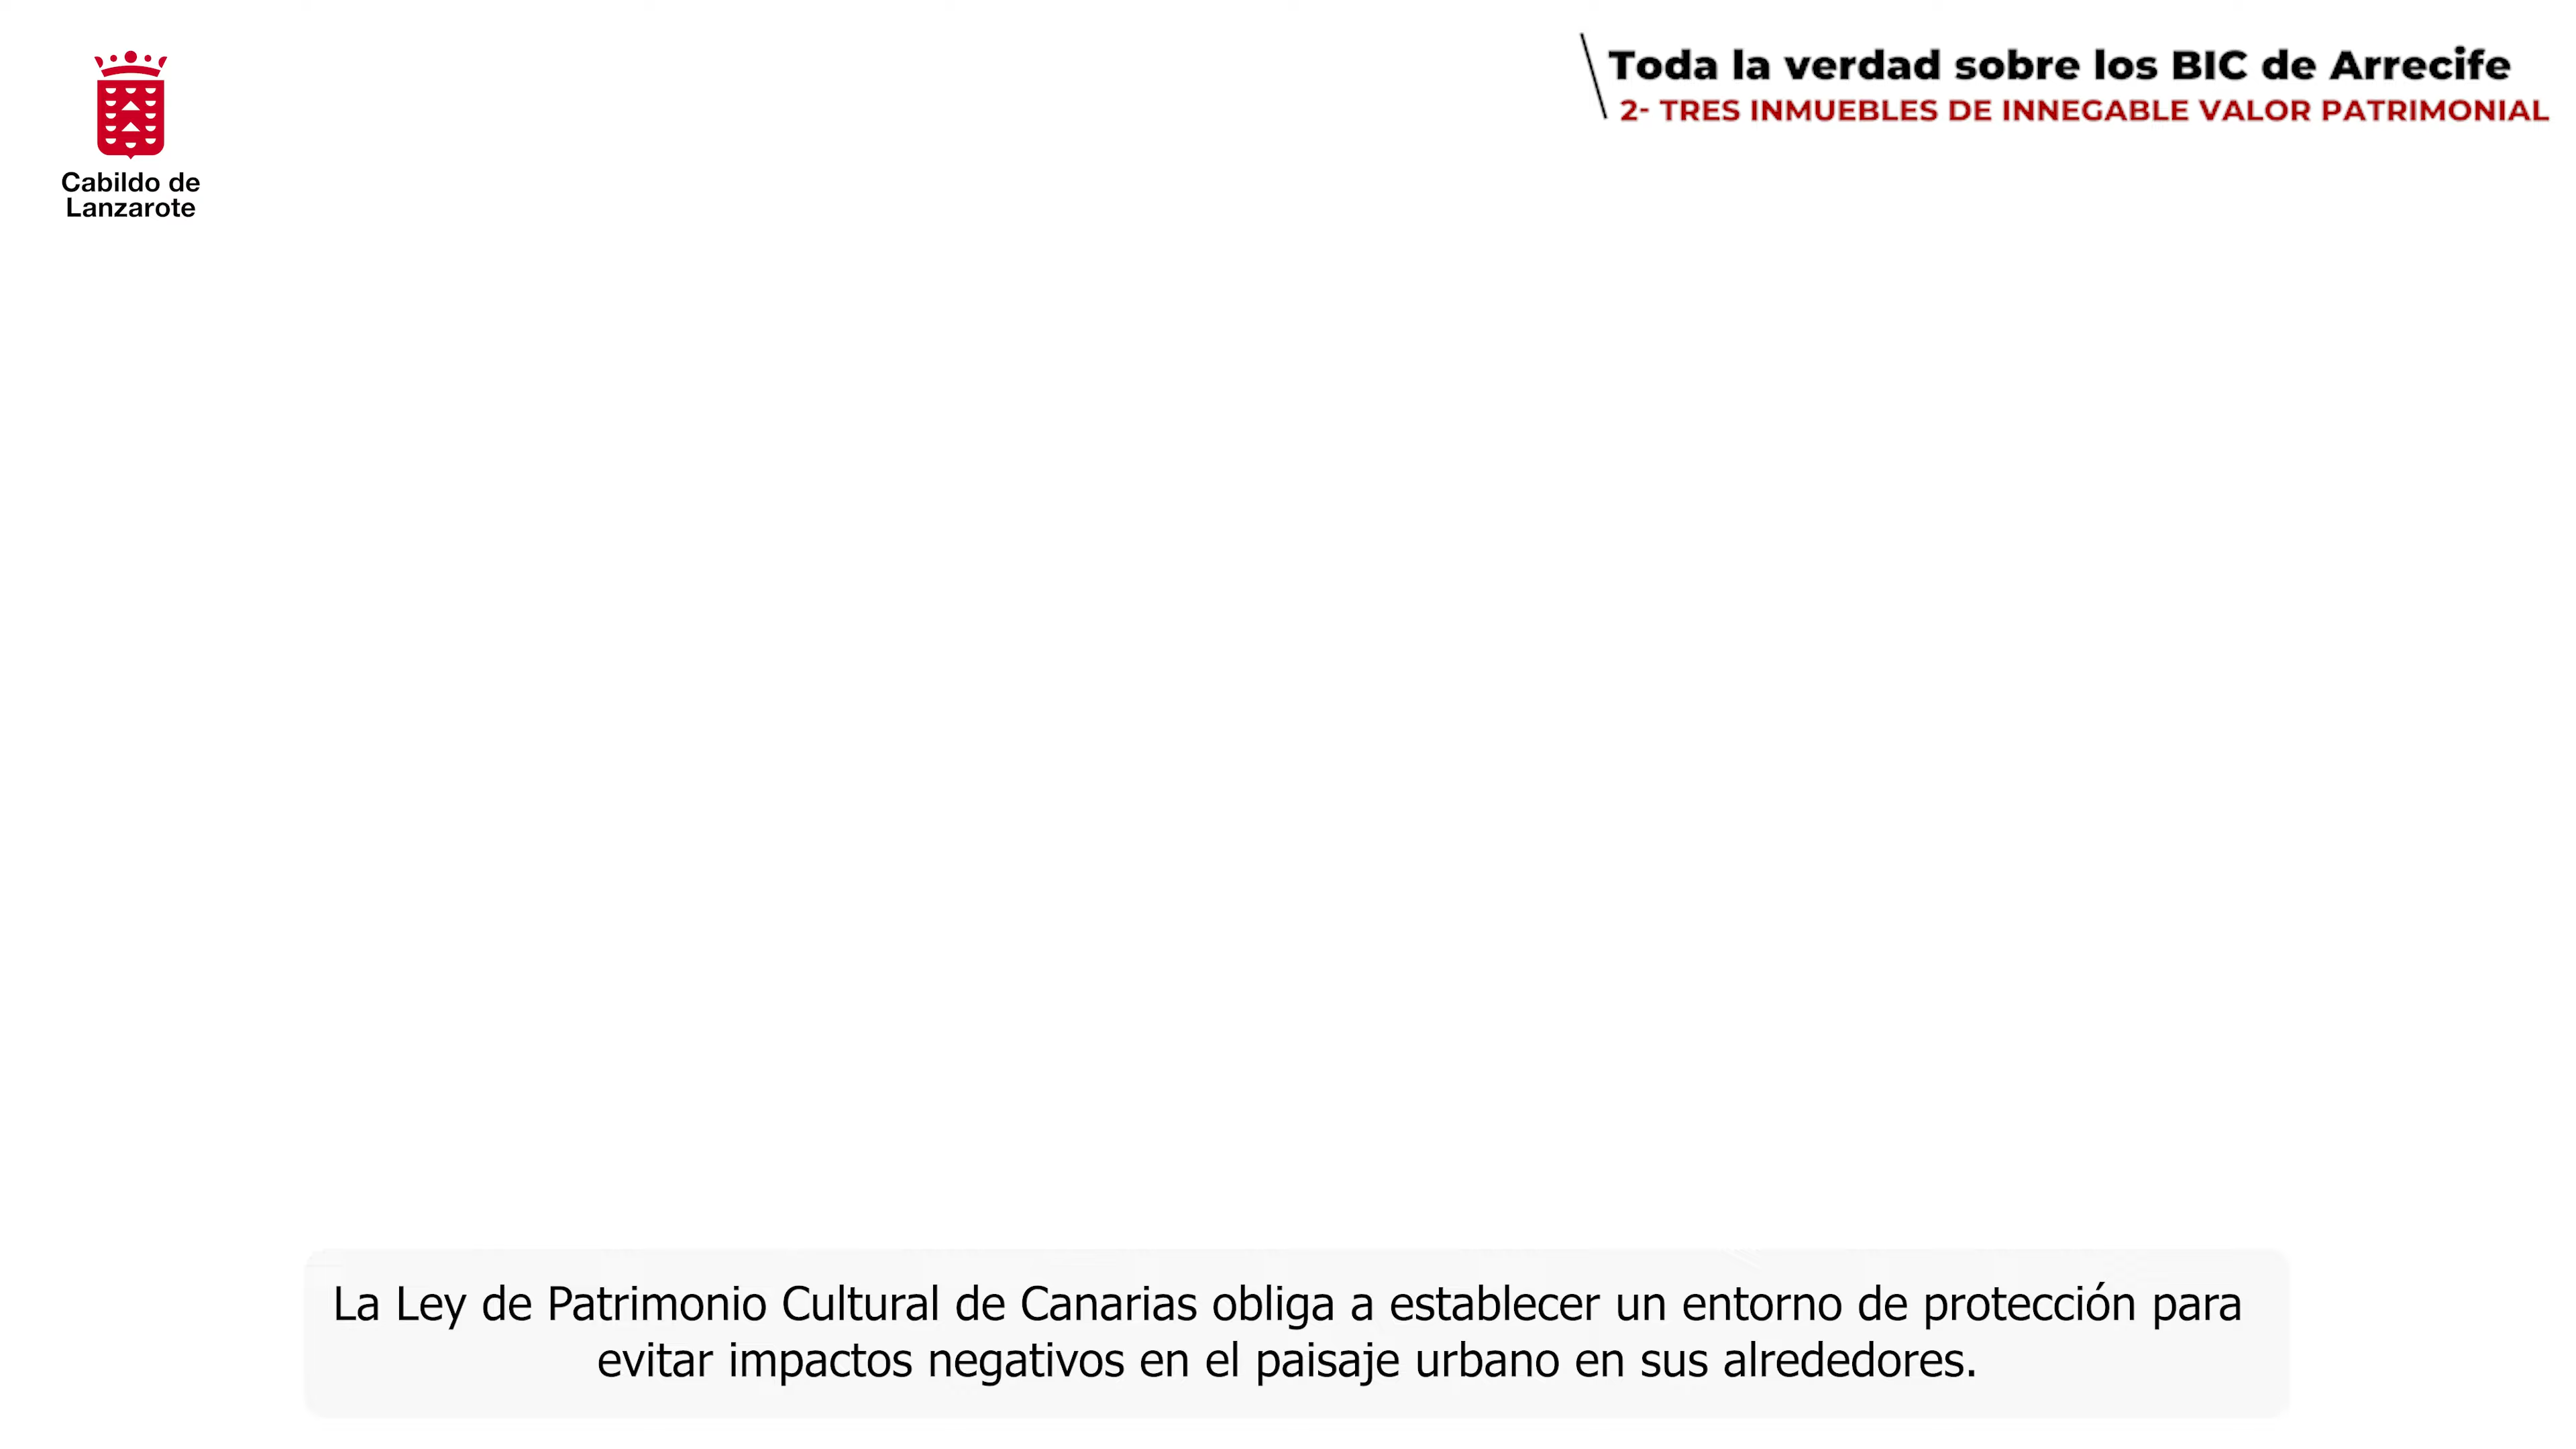 Cabildo de
Lanzarote
Toda la verdad sobre los BIC de Arrecife
2- TRES INMUEBLES DE INNEGABLE VALOR PATRIMONIAL
La Ley de Patrimonio Cultural de Canarias obliga a establecer un entorno de protección para
evitar impactos negativos en el paisaje urbano en sus alrededores.